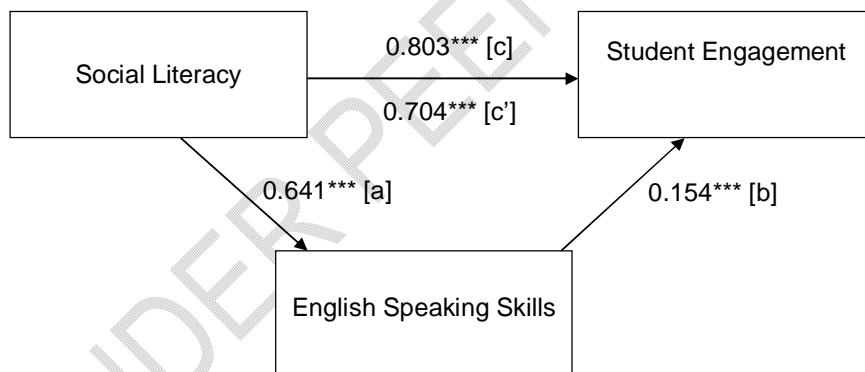 0.803*** [c]
Student Engagement
Social Literacy
0.704*** [c’]
0.641*** [a]
0.154*** [b]
English Speaking Skills